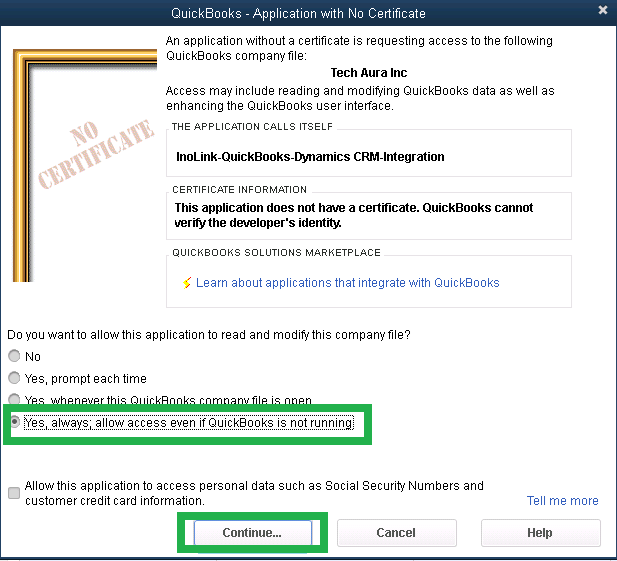 QuickBooks - Application with No Certificate
An application without a certificate is requesting access to the following
QuickBooks company file:
Tech Aura Inc
Access may include reading and modifying QuickBooks data as well as
enhancing the QuickBooks user interface.
NO
CERTIFICATE
THE APPLICATION CALLS ITSELF
InoLink-QuickBooks-Dynamics CRM-Integration
CERTIFICATE INFORMATION
This application does not have a certificate. QuickBooks cannot
verify the developer's identity.
QUICKBOOKS SOLUTIONS MARKETPLACE
Learn about applications that integrate with QuickBooks
Do you want to allow this application to read and modify this company file?
No
Yes, prompt each time
Yes, whenever this QuickBooks company file is open
Yes, always; allow access even if QuickBooks is not running
Allow this application to access personal data such as Social Security Numbers and
customer credit card information.
Tell me more
Continue...
Cancel
Help